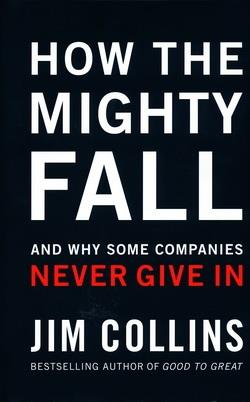 HOW THE
MIGHTY
FALL
AND WHY SOME COMPANIES
NEVER GIVE IN
JIM COLLINS
BESTSELLING AUTHOR OF GOOD TO GREAT